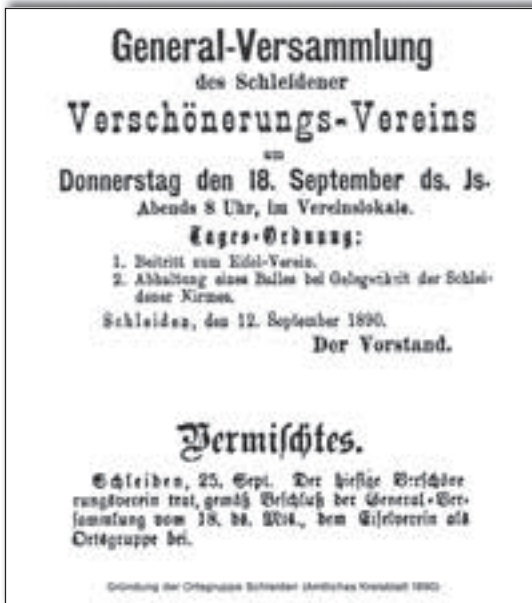 General-Versammlung
des Schleidener
Verschönerungs-Vereins
am
Donnerstag den 18. September ds. Js.
Abends 8 Uhr, im Vereinslokale.
Tages-Ordnung:
1. Beitritt zum Eifel-Verein.
2. Abhaltung eines Balles bei Gelegenheit der Schlei-
dener Kirmes.
Schleiden, den 12. September 1890.
Der Vorstand.
Vermischtes.
Schleiden, 25. Sept. Der hiesige Verschöne
rungsverein trat, gemäß Beschluß der General-Ver-
sammlung vom 18. ds. Mts., dem Eifelverein als
Ortsgruppe bei.
Gründung der Ortsgruppe Schleiden (Amtliches Kreisblatt 1890)